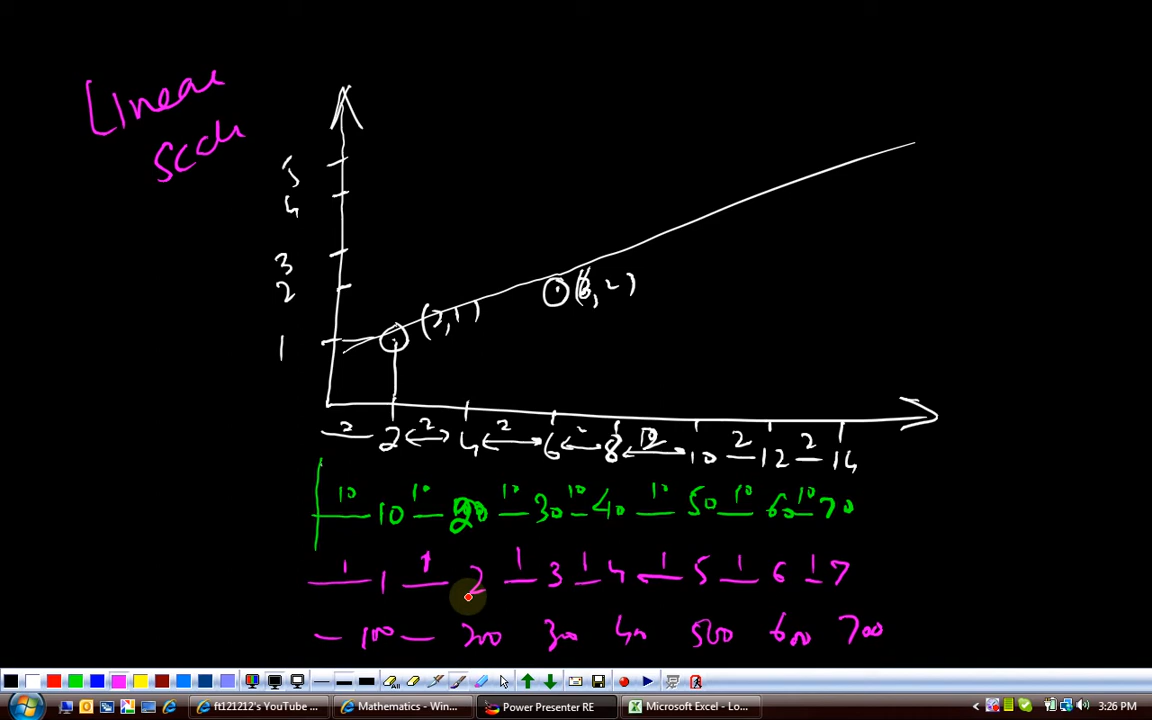 Linear
Scale
5
4
3
2
(2,1)
(6,2)
1
2 2 2 2 2 2 2
2 4 6 8 10 12 14
10 10 10 10 10 10 10
10 20 30 40 50 60 70
1 1 1 1 1 1 1
1 2 3 4 5 6 7
100 200 300 400 500 600 700
ft121212's YouTube ... Mathematics - Win... Power Presenter RE Microsoft Excel - Lo... 3:26 PM